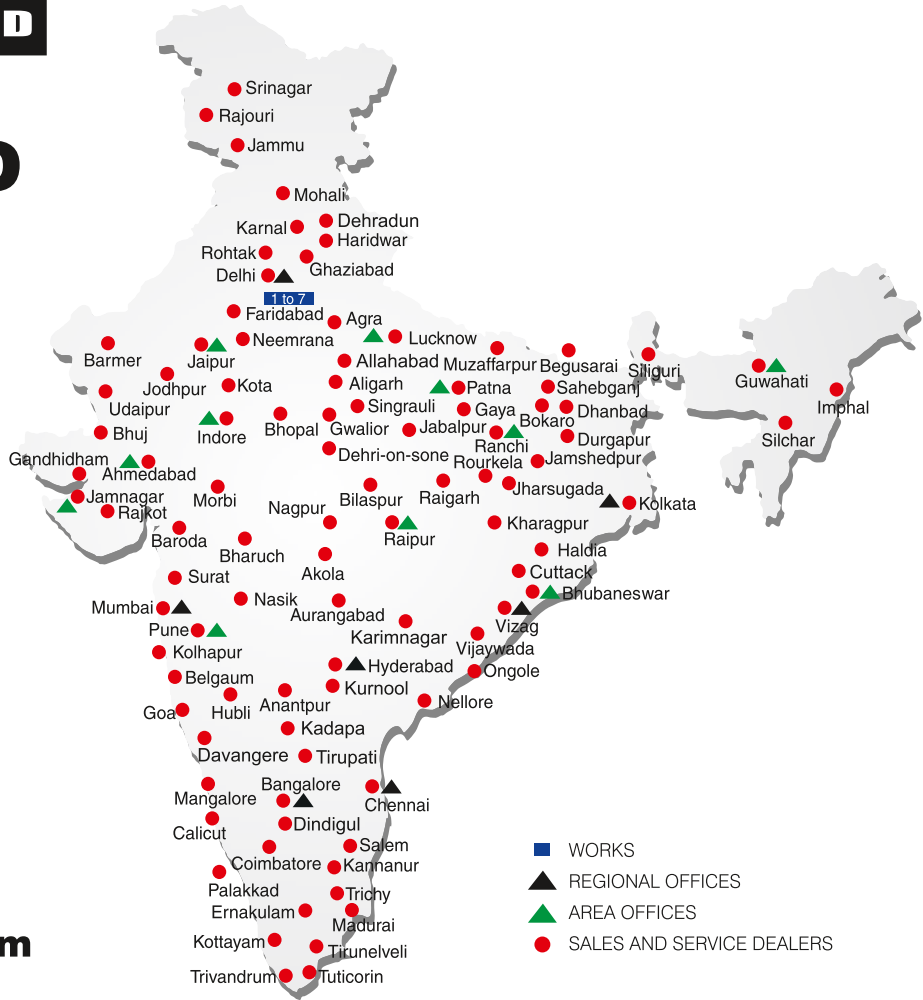 D
Srinagar
Rajouri
Jammu
Mohali
Karnal
Dehradun
Haridwar
Rohtak
Ghaziabad
Delhi
1 to 7
Faridabad
Agra
Neemrana
Lucknow
Barmer
Jaipur
Allahabad
Muzaffarpur
Begusarai
Siliguri
Guwahati
Jodhpur
Kota
Aligarh
Patna
Sahebganj
Imphal
Udaipur
Singrauli
Gaya
Bokaro
Dhanbad
Bhuj
Indore
Bhopal
Gwalior
Jabalpur
Ranchi
Durgapur
Silchar
Gandhidham
Ahmedabad
Dehri-on-sone
Rourkela
Jamshedpur
Jamnagar
Morbi
Bilaspur
Raigarh
Jharsugada
Kolkata
Rajkot
Nagpur
Raipur
Kharagpur
Baroda
Bharuch
Akola
Haldia
Surat
Cuttack
Nasik
Aurangabad
Bhubaneswar
Mumbai
Karimnagar
Vizag
Pune
Vijaywada
Kolhapur
Hyderabad
Ongole
Belgaum
Kurnool
Goa
Hubli
Anantpur
Nellore
Kadapa
Davangere
Tirupati
Mangalore
Bangalore
Chennai
Calicut
Dindigul
Coimbatore
Salem
Kannanur
Palakkad
Trichy
Ernakulam
Madurai
Kottayam
Tirunelveli
Trivandrum
Tuticorin
WORKS
REGIONAL OFFICES
AREA OFFICES
SALES AND SERVICE DEALERS
m